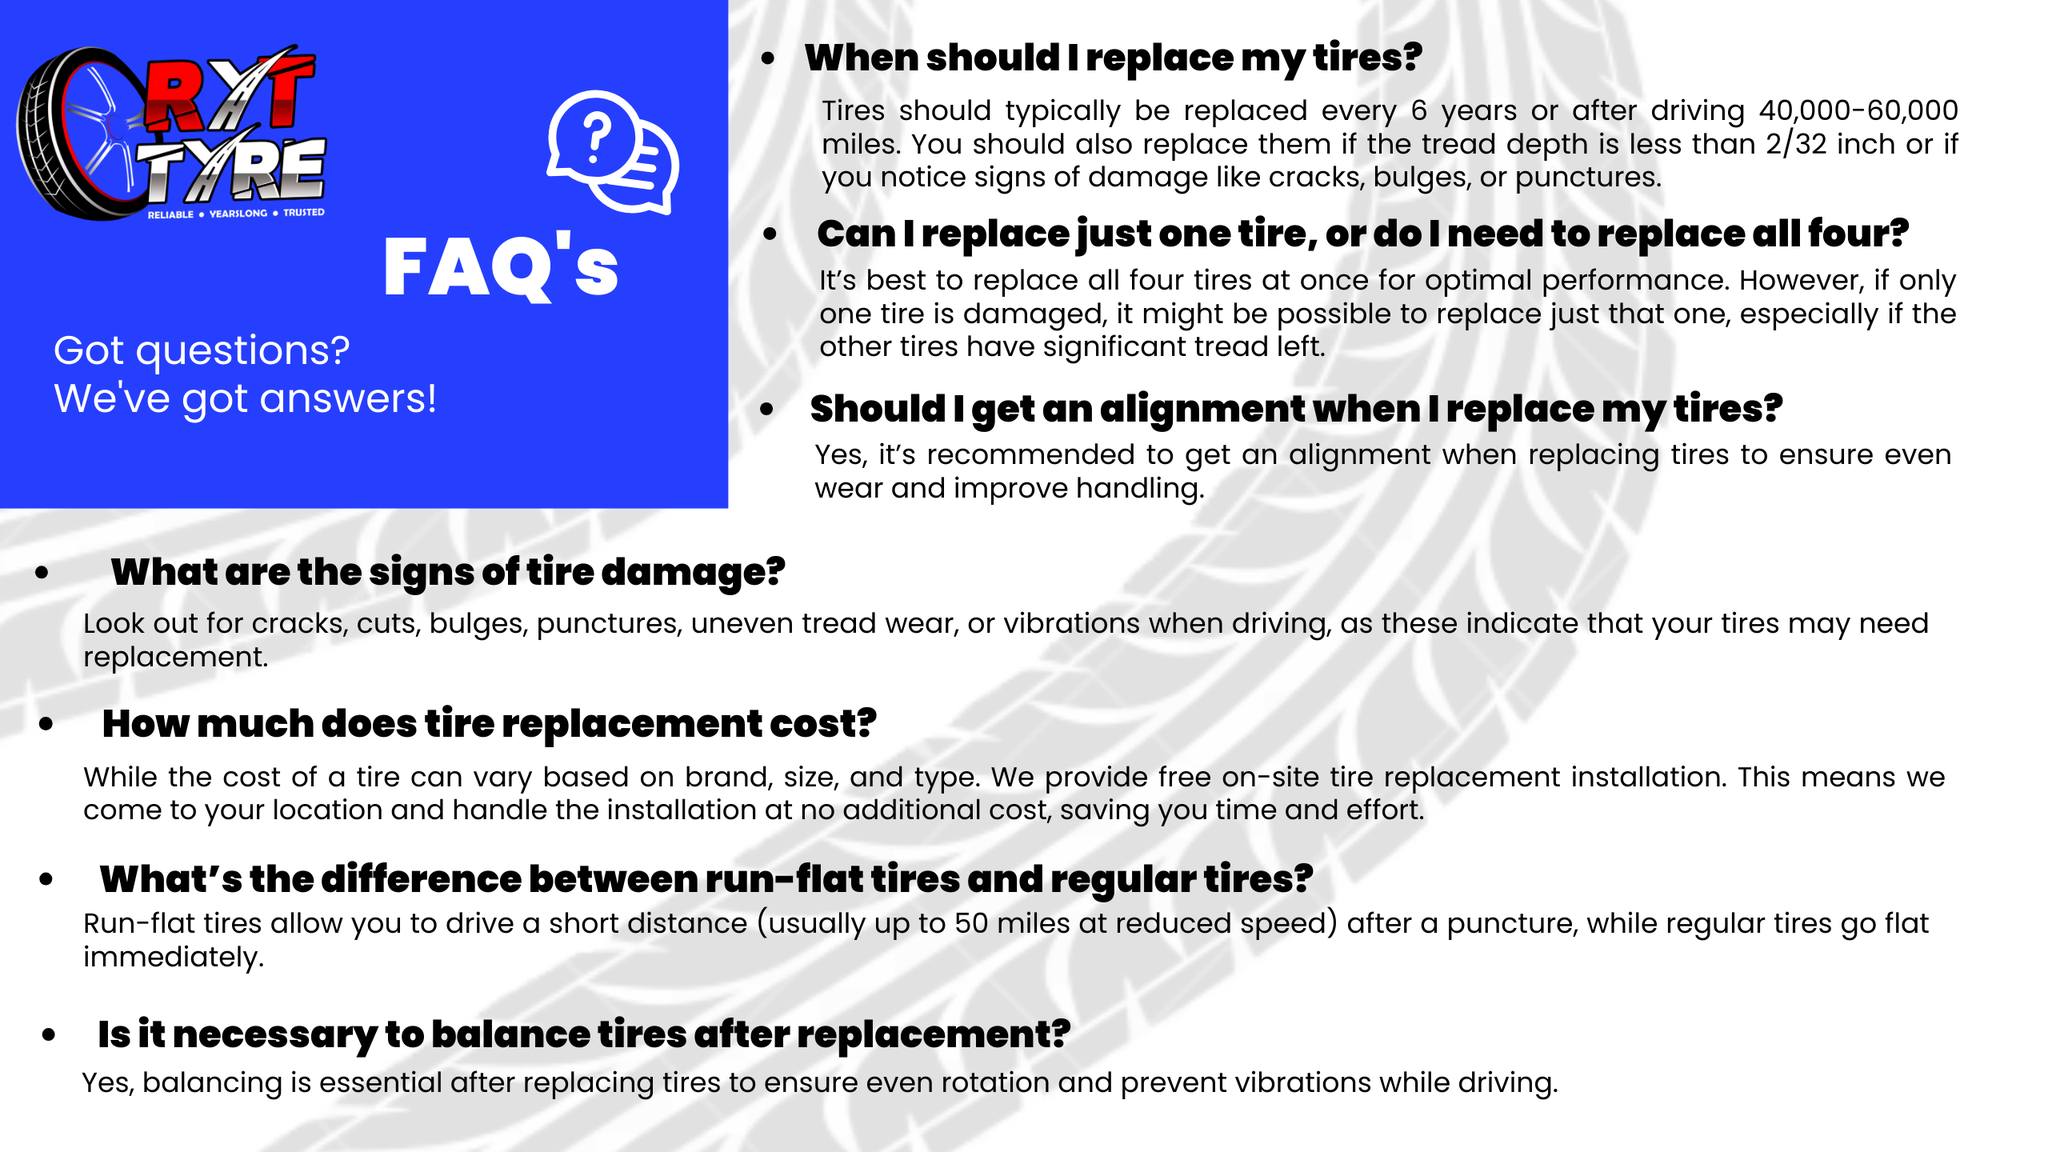 RYT
TYRE
RELIABLE ● YEARSLONG ● TRUSTED
?
FAQ's
Got questions?
We've got answers!
• When should I replace my tires?
Tires should typically be replaced every 6 years or after driving 40,000-60,000
miles. You should also replace them if the tread depth is less than 2/32 inch or if
you notice signs of damage like cracks, bulges, or punctures.
• Can I replace just one tire, or do I need to replace all four?
It’s best to replace all four tires at once for optimal performance. However, if only
one tire is damaged, it might be possible to replace just that one, especially if the
other tires have significant tread left.
• Should I get an alignment when I replace my tires?
Yes, it’s recommended to get an alignment when replacing tires to ensure even
wear and improve handling.
• What are the signs of tire damage?
Look out for cracks, cuts, bulges, punctures, uneven tread wear, or vibrations when driving, as these indicate that your tires may need
replacement.
• How much does tire replacement cost?
While the cost of a tire can vary based on brand, size, and type. We provide free on-site tire replacement installation. This means we
come to your location and handle the installation at no additional cost, saving you time and effort.
• What’s the difference between run-flat tires and regular tires?
Run-flat tires allow you to drive a short distance (usually up to 50 miles at reduced speed) after a puncture, while regular tires go flat
immediately.
• Is it necessary to balance tires after replacement?
Yes, balancing is essential after replacing tires to ensure even rotation and prevent vibrations while driving.